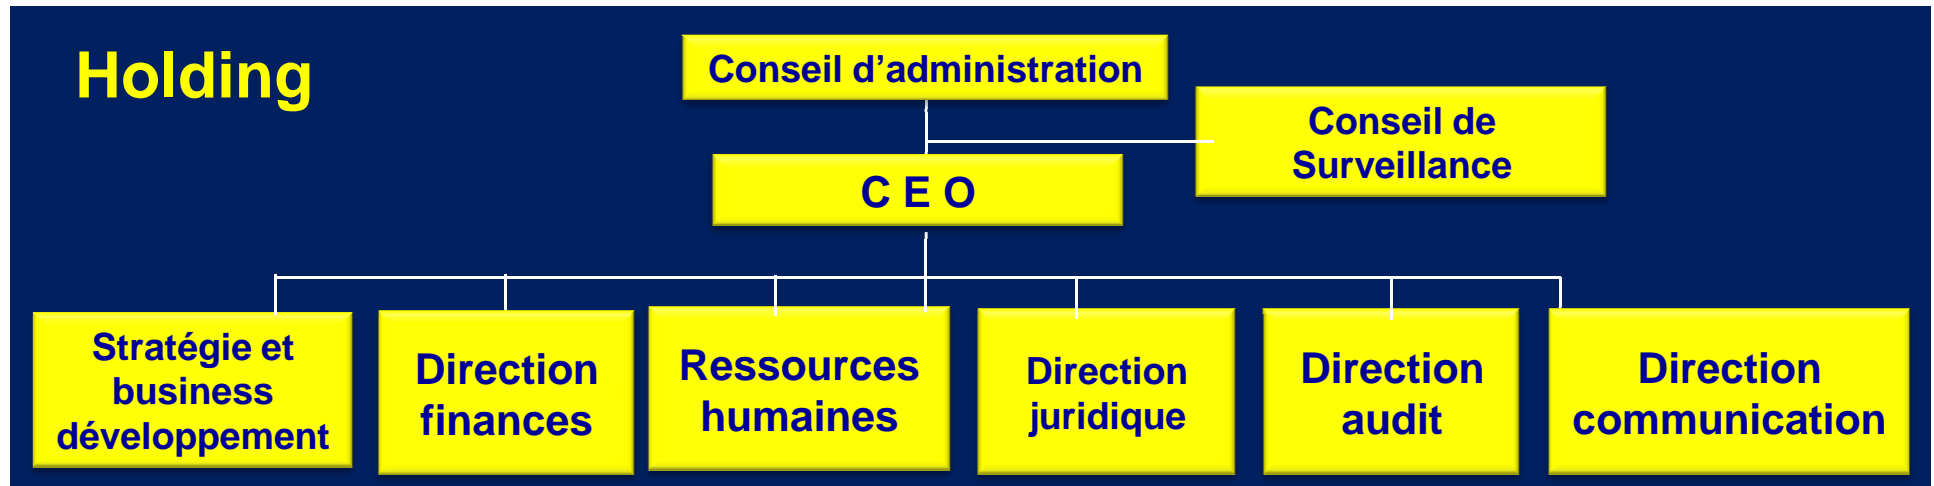 Holding
Conseil d’administration
Conseil de
Surveillance
C E O
Stratégie et
business
développement
Direction
finances
Ressources
humaines
Direction
juridique
Direction
audit
Direction
communication